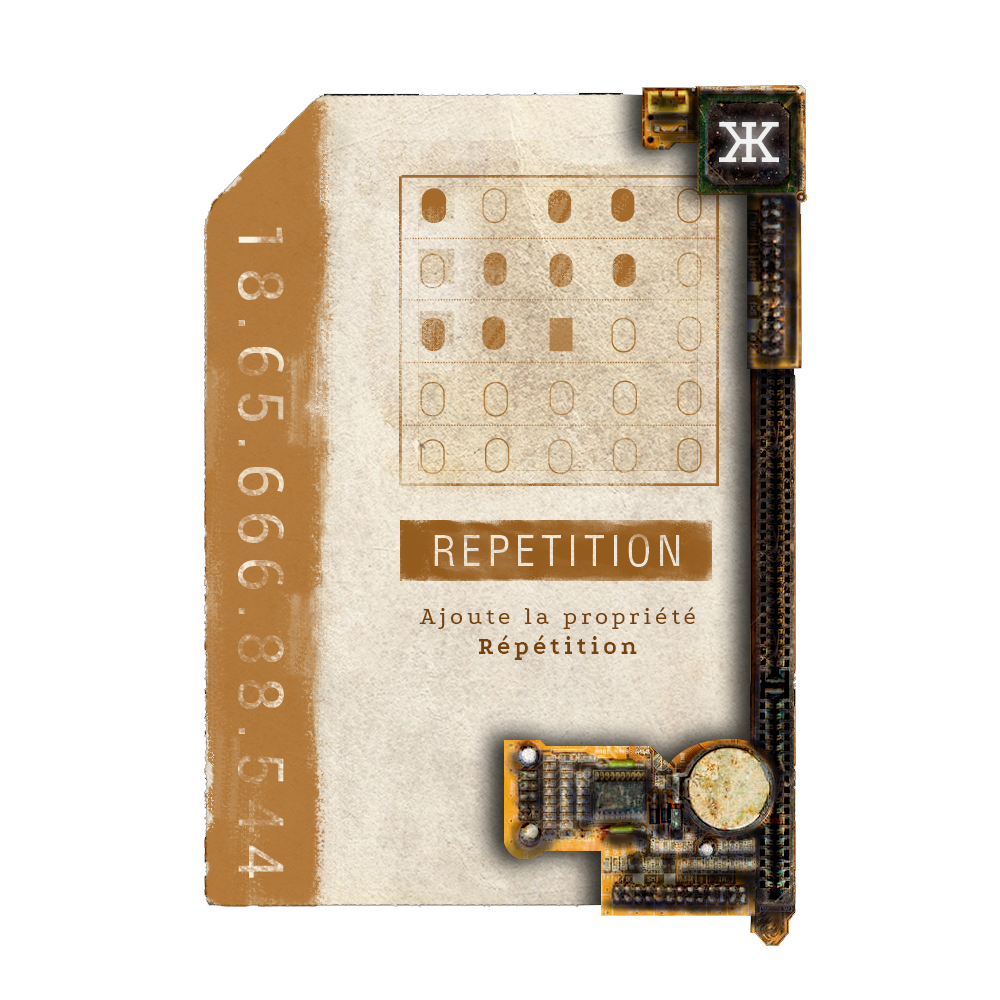 18.65.666.88.544
Ж
REPETITION
Ajoute la propriété
Répétition